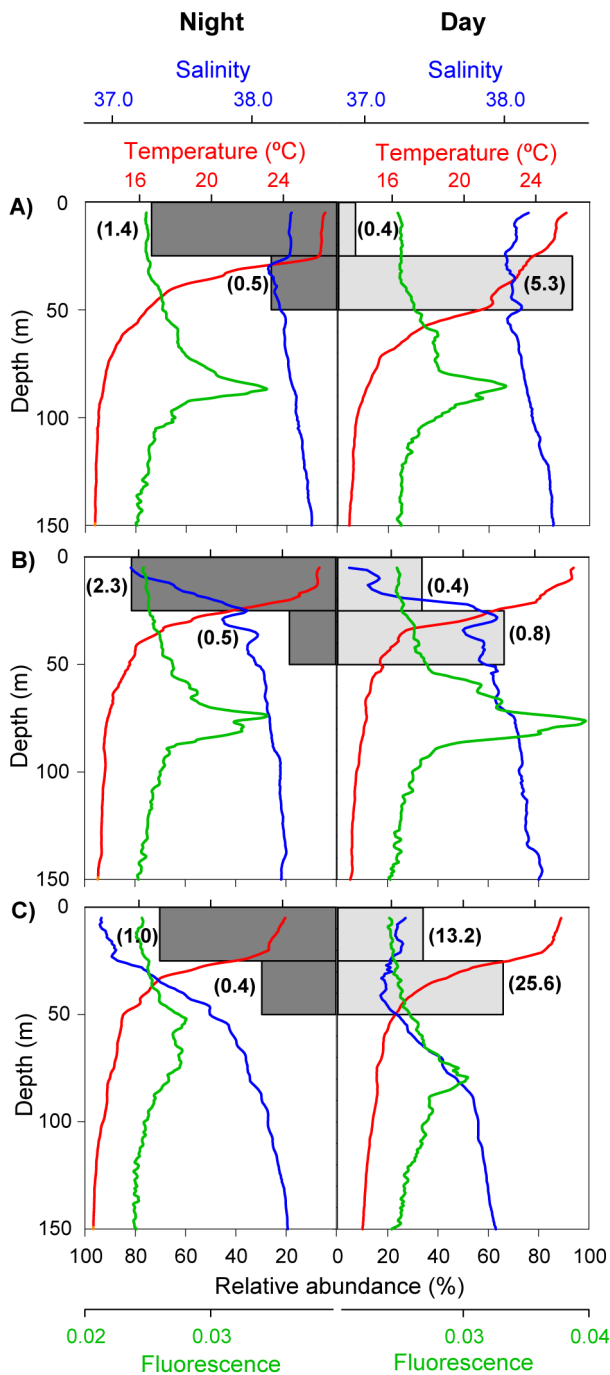 Night Day
Salinity Salinity
37.0 38.0 37.0 38.0
Temperature (ºC) Temperature (ºC)
16 20 24 16 20 24
A)
0
50
100
150
Depth (m)
(1.4)
(0.5)
(0.4)
(5.3)
B)
0
50
100
150
Depth (m)
(2.3)
(0.5)
(0.4)
(0.8)
C)
0
50
100
150
Depth (m)
(1.0)
(0.4)
(13.2)
(25.6)
100 80 60 40 20 0 20 40 60 80 100
Relative abundance (%)
0.02 0.03 0.03 0.04
Fluorescence Fluorescence